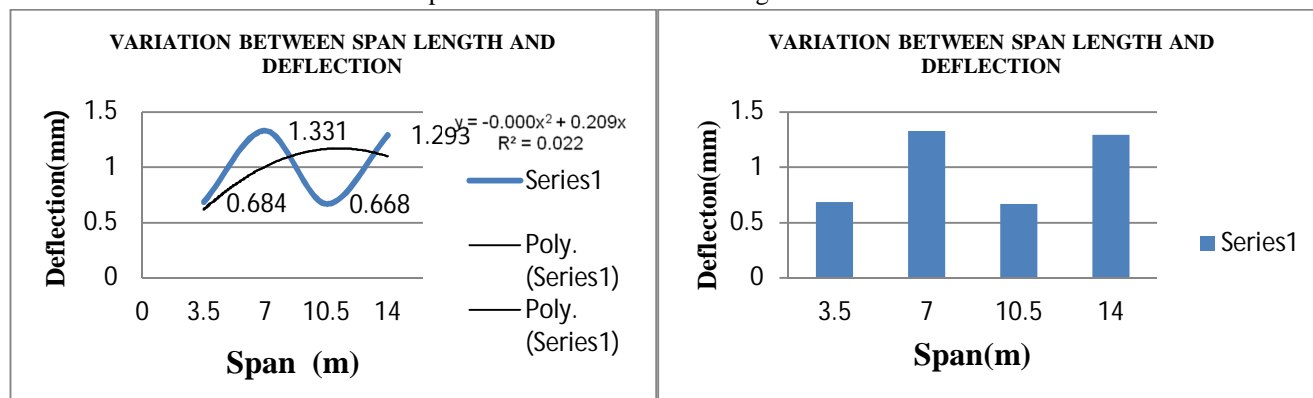 VARIATION BETWEEN SPAN LENGTH AND
DEFLECTION
1.5
1
0.5
0
Deflection(mm)
0 3.5 7 10.5 14
Span (m)
0.684
1.331
0.668
1.293
y = -0.000x² + 0.209x
R² = 0.022
Series1
Poly.
(Series1)
Poly.
(Series1)
VARIATION BETWEEN SPAN LENGTH AND
DEFLECTION
1.5
1
0.5
0
Deflecton(mm)
3.5 7 10.5 14
Span(m)
Series1